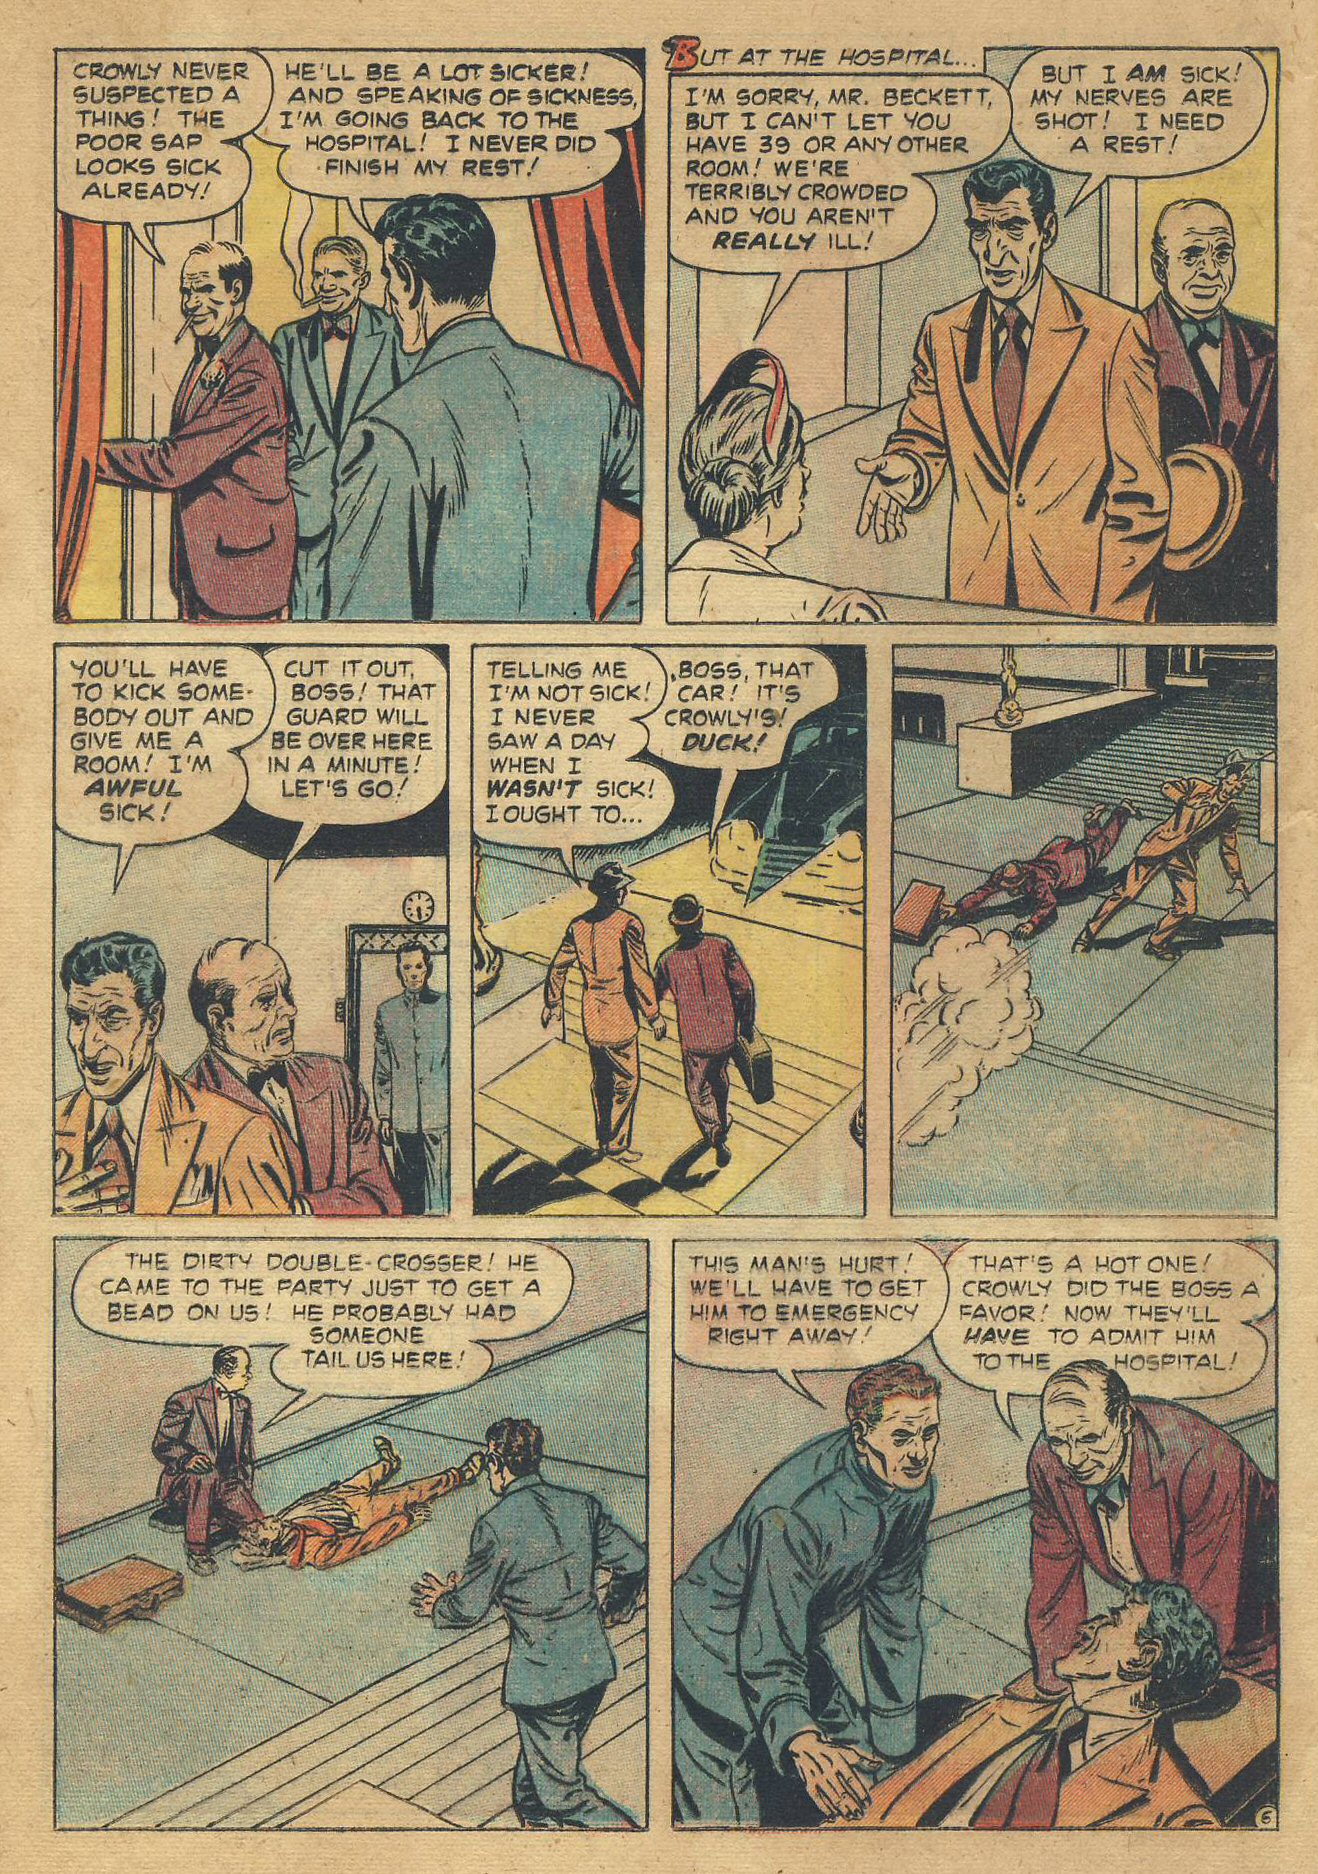 CROWLY NEVER
SUSPECTED A
THING! THE
POOR SAP
LOOKS SICK
ALREADY!
HE'LL BE A LOT SICKER!
AND SPEAKING OF SICKNESS,
I'M GOING BACK TO THE
HOSPITAL! I NEVER DID
FINISH MY REST!
BUT AT THE HOSPITAL...
I'M SORRY, MR. BECKETT,
BUT I CAN'T LET YOU
HAVE 39 OR ANY OTHER
ROOM! WE'RE
TERRIBLY CROWDED
AND YOU AREN'T
REALLY ILL!
BUT I AM SICK!
MY NERVES ARE
SHOT! I NEED
A REST!
YOU'LL HAVE
TO KICK SOME-
BODY OUT AND
GIVE ME A
ROOM! I'M
AWFUL
SICK!
CUT IT OUT,
BOSS! THAT
GUARD WILL
BE OVER HERE
IN A MINUTE!
LET'S GO!
TELLING ME
I'M NOT SICK!
I NEVER
SAW A DAY
WHEN I
WASN'T SICK!
I OUGHT TO...
BOSS, THAT
CAR! IT'S
CROWLY'S!
DUCK!
THE DIRTY DOUBLE-CROSSER! HE
CAME TO THE PARTY JUST TO GET A
BEAD ON US! HE PROBABLY HAD
SOMEONE
TAIL US HERE!
THIS MAN'S HURT!
WE'LL HAVE TO GET
HIM TO EMERGENCY
RIGHT AWAY!
THAT'S A HOT ONE!
CROWLY DID THE BOSS A
FAVOR! NOW THEY'LL
HAVE TO ADMIT HIM
TO THE HOSPITAL!
6